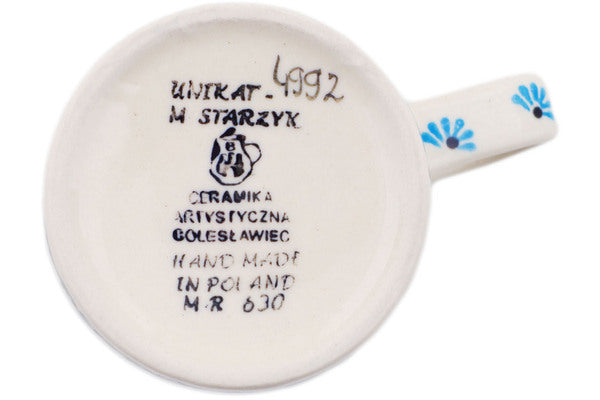 UNIKAT - 4992
M STARZYK
B
CERAMIKA
ARTYSTYCZNA
BOLESŁAWIEC
HAND MADE
IN POLAND
M.R 630